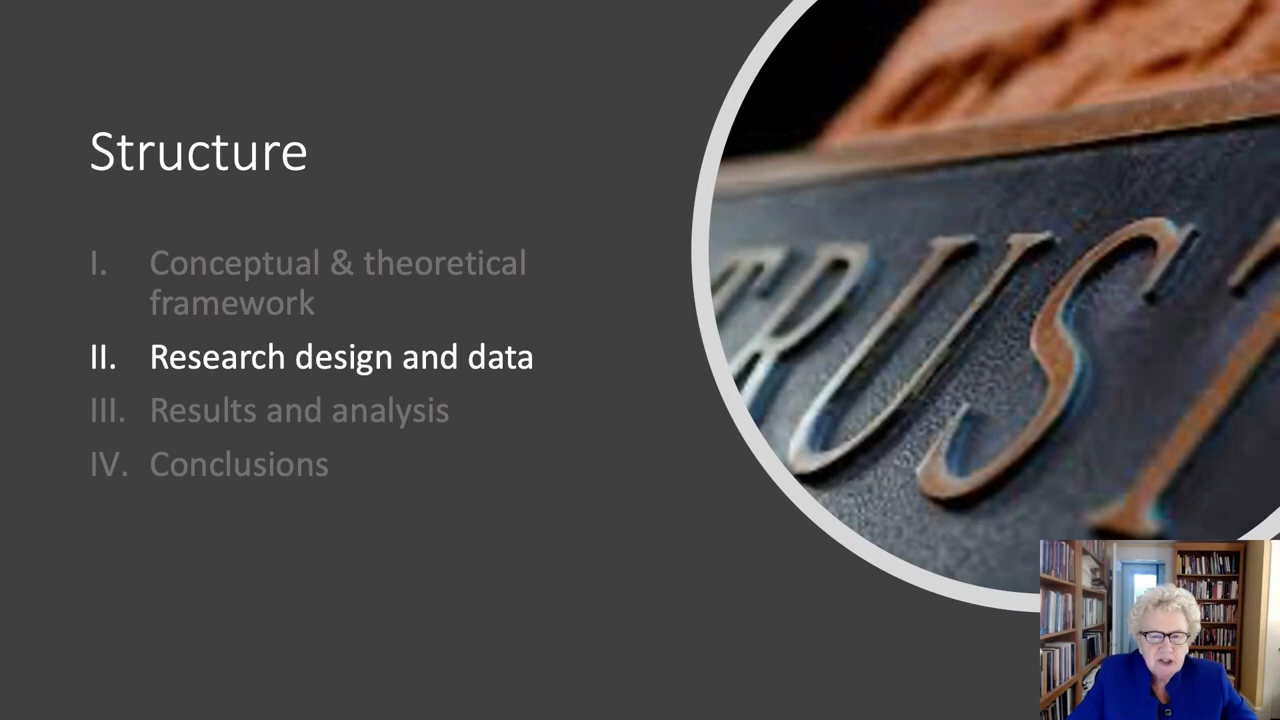 Structure
I. Conceptual & theoretical
framework
II. Research design and data
III. Results and analysis
IV. Conclusions
TRUST